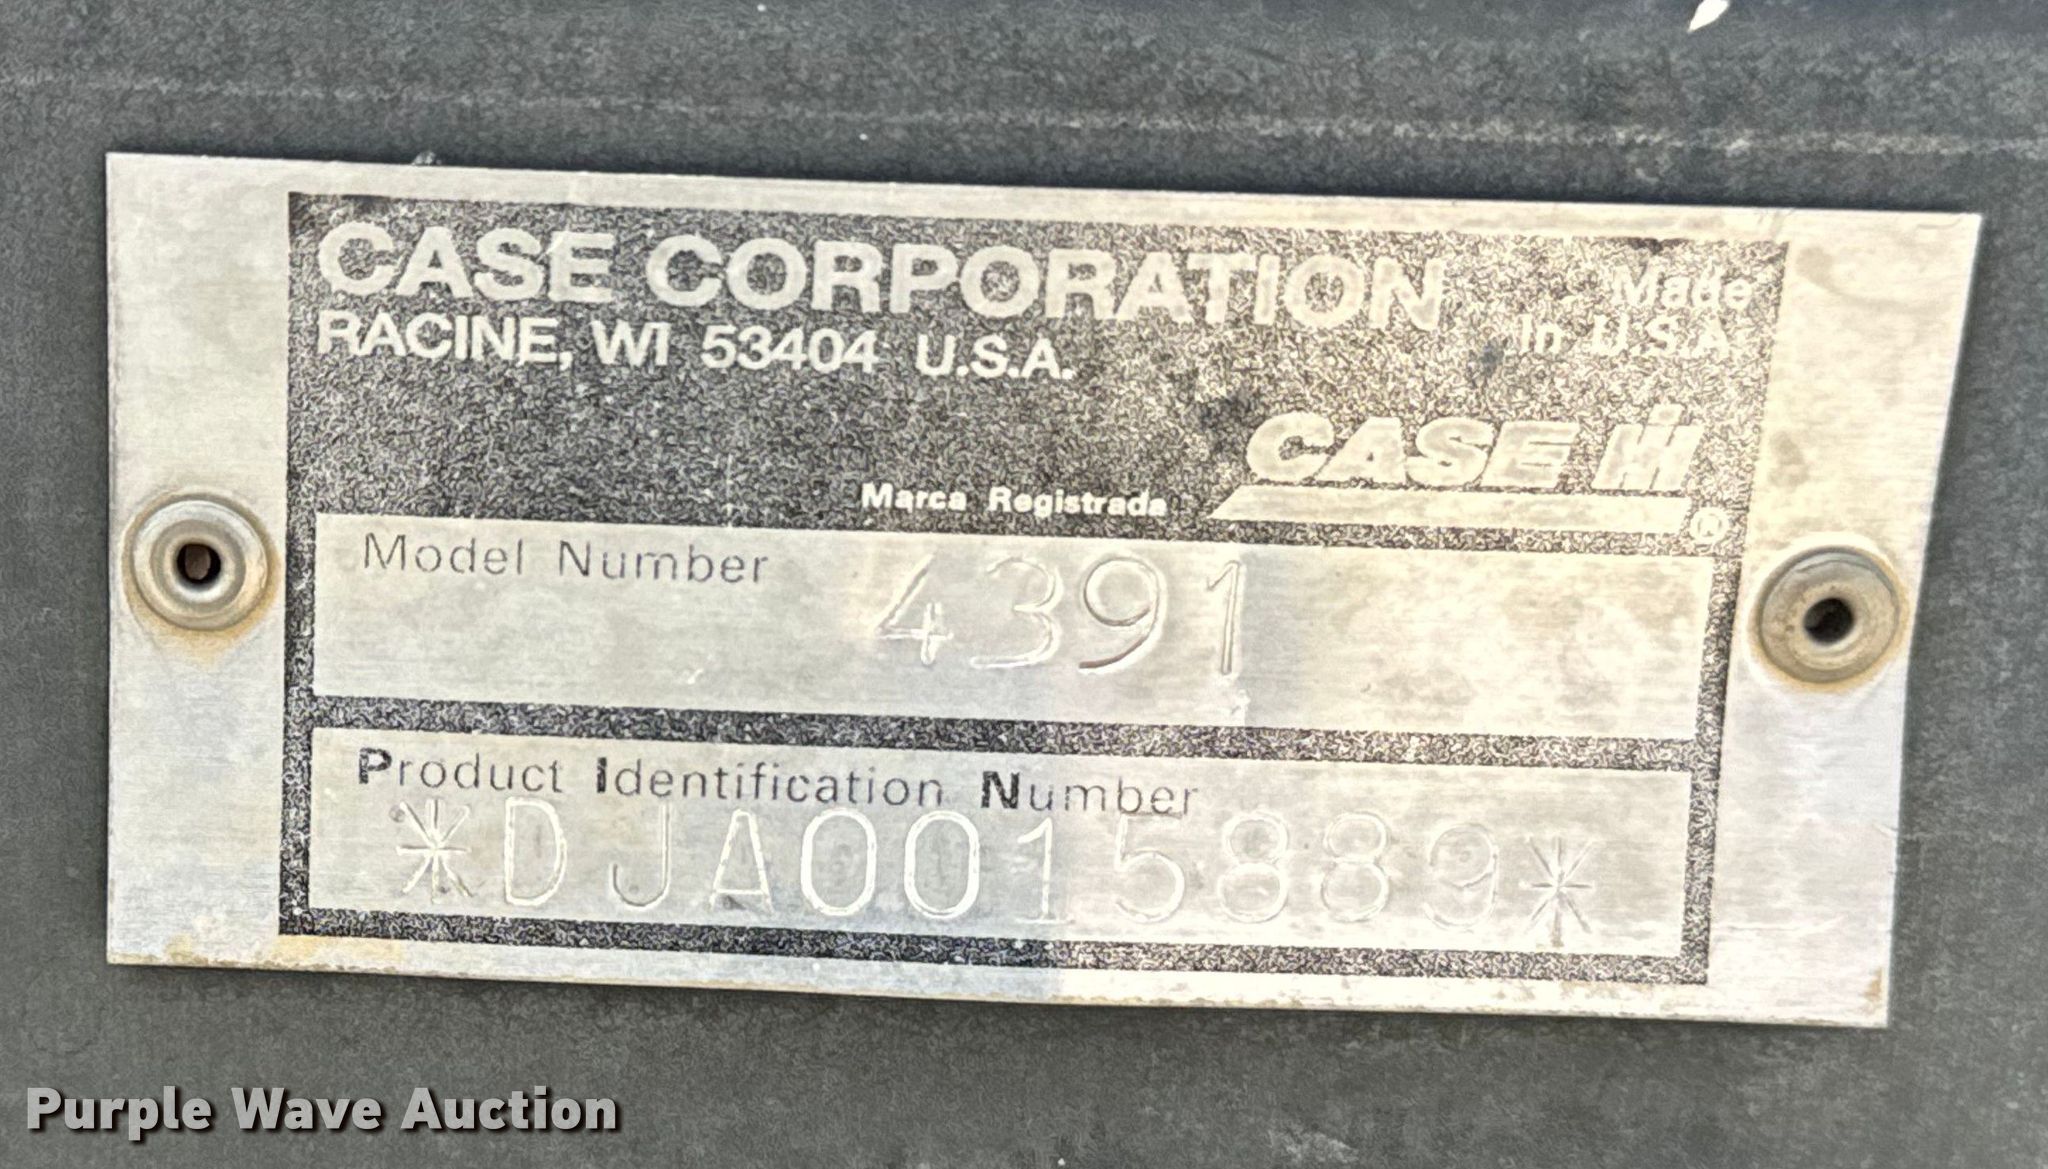 CASE CORPORATION
RACINE, WI 53404 U.S.A.
Made
In U.S.A
CASE IH
®
Marca Registrada
Model Number 4391
Product Identification Number
*DJA0015889*
Purple Wave Auction